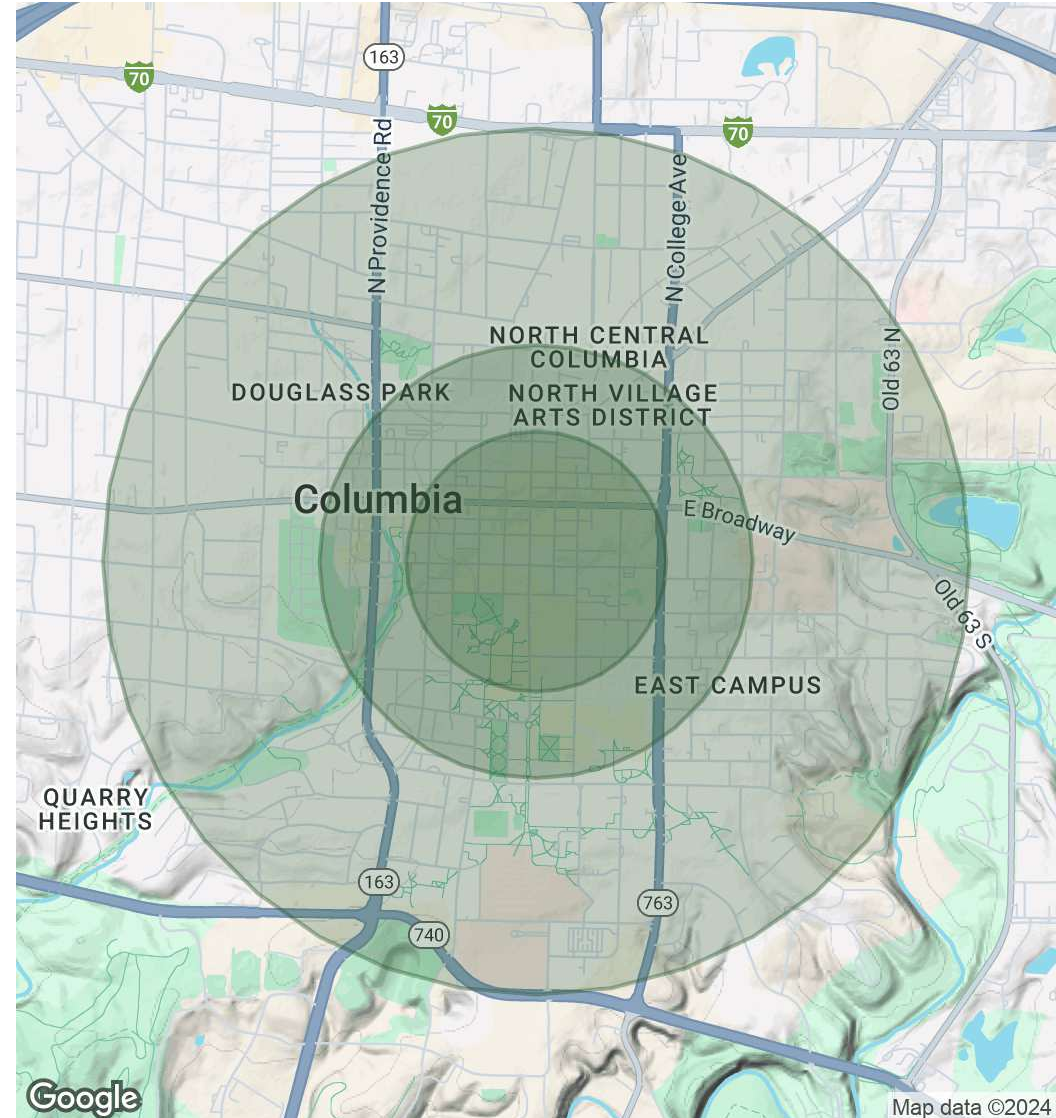 163
70
70
70
N Providence Rd
N College Ave
NORTH CENTRAL
COLUMBIA
Old 63 N
DOUGLASS PARK
NORTH VILLAGE
ARTS DISTRICT
Columbia
E Broadway
Old 63 S
EAST CAMPUS
QUARRY
HEIGHTS
163
763
740
Google
Map data ©2024